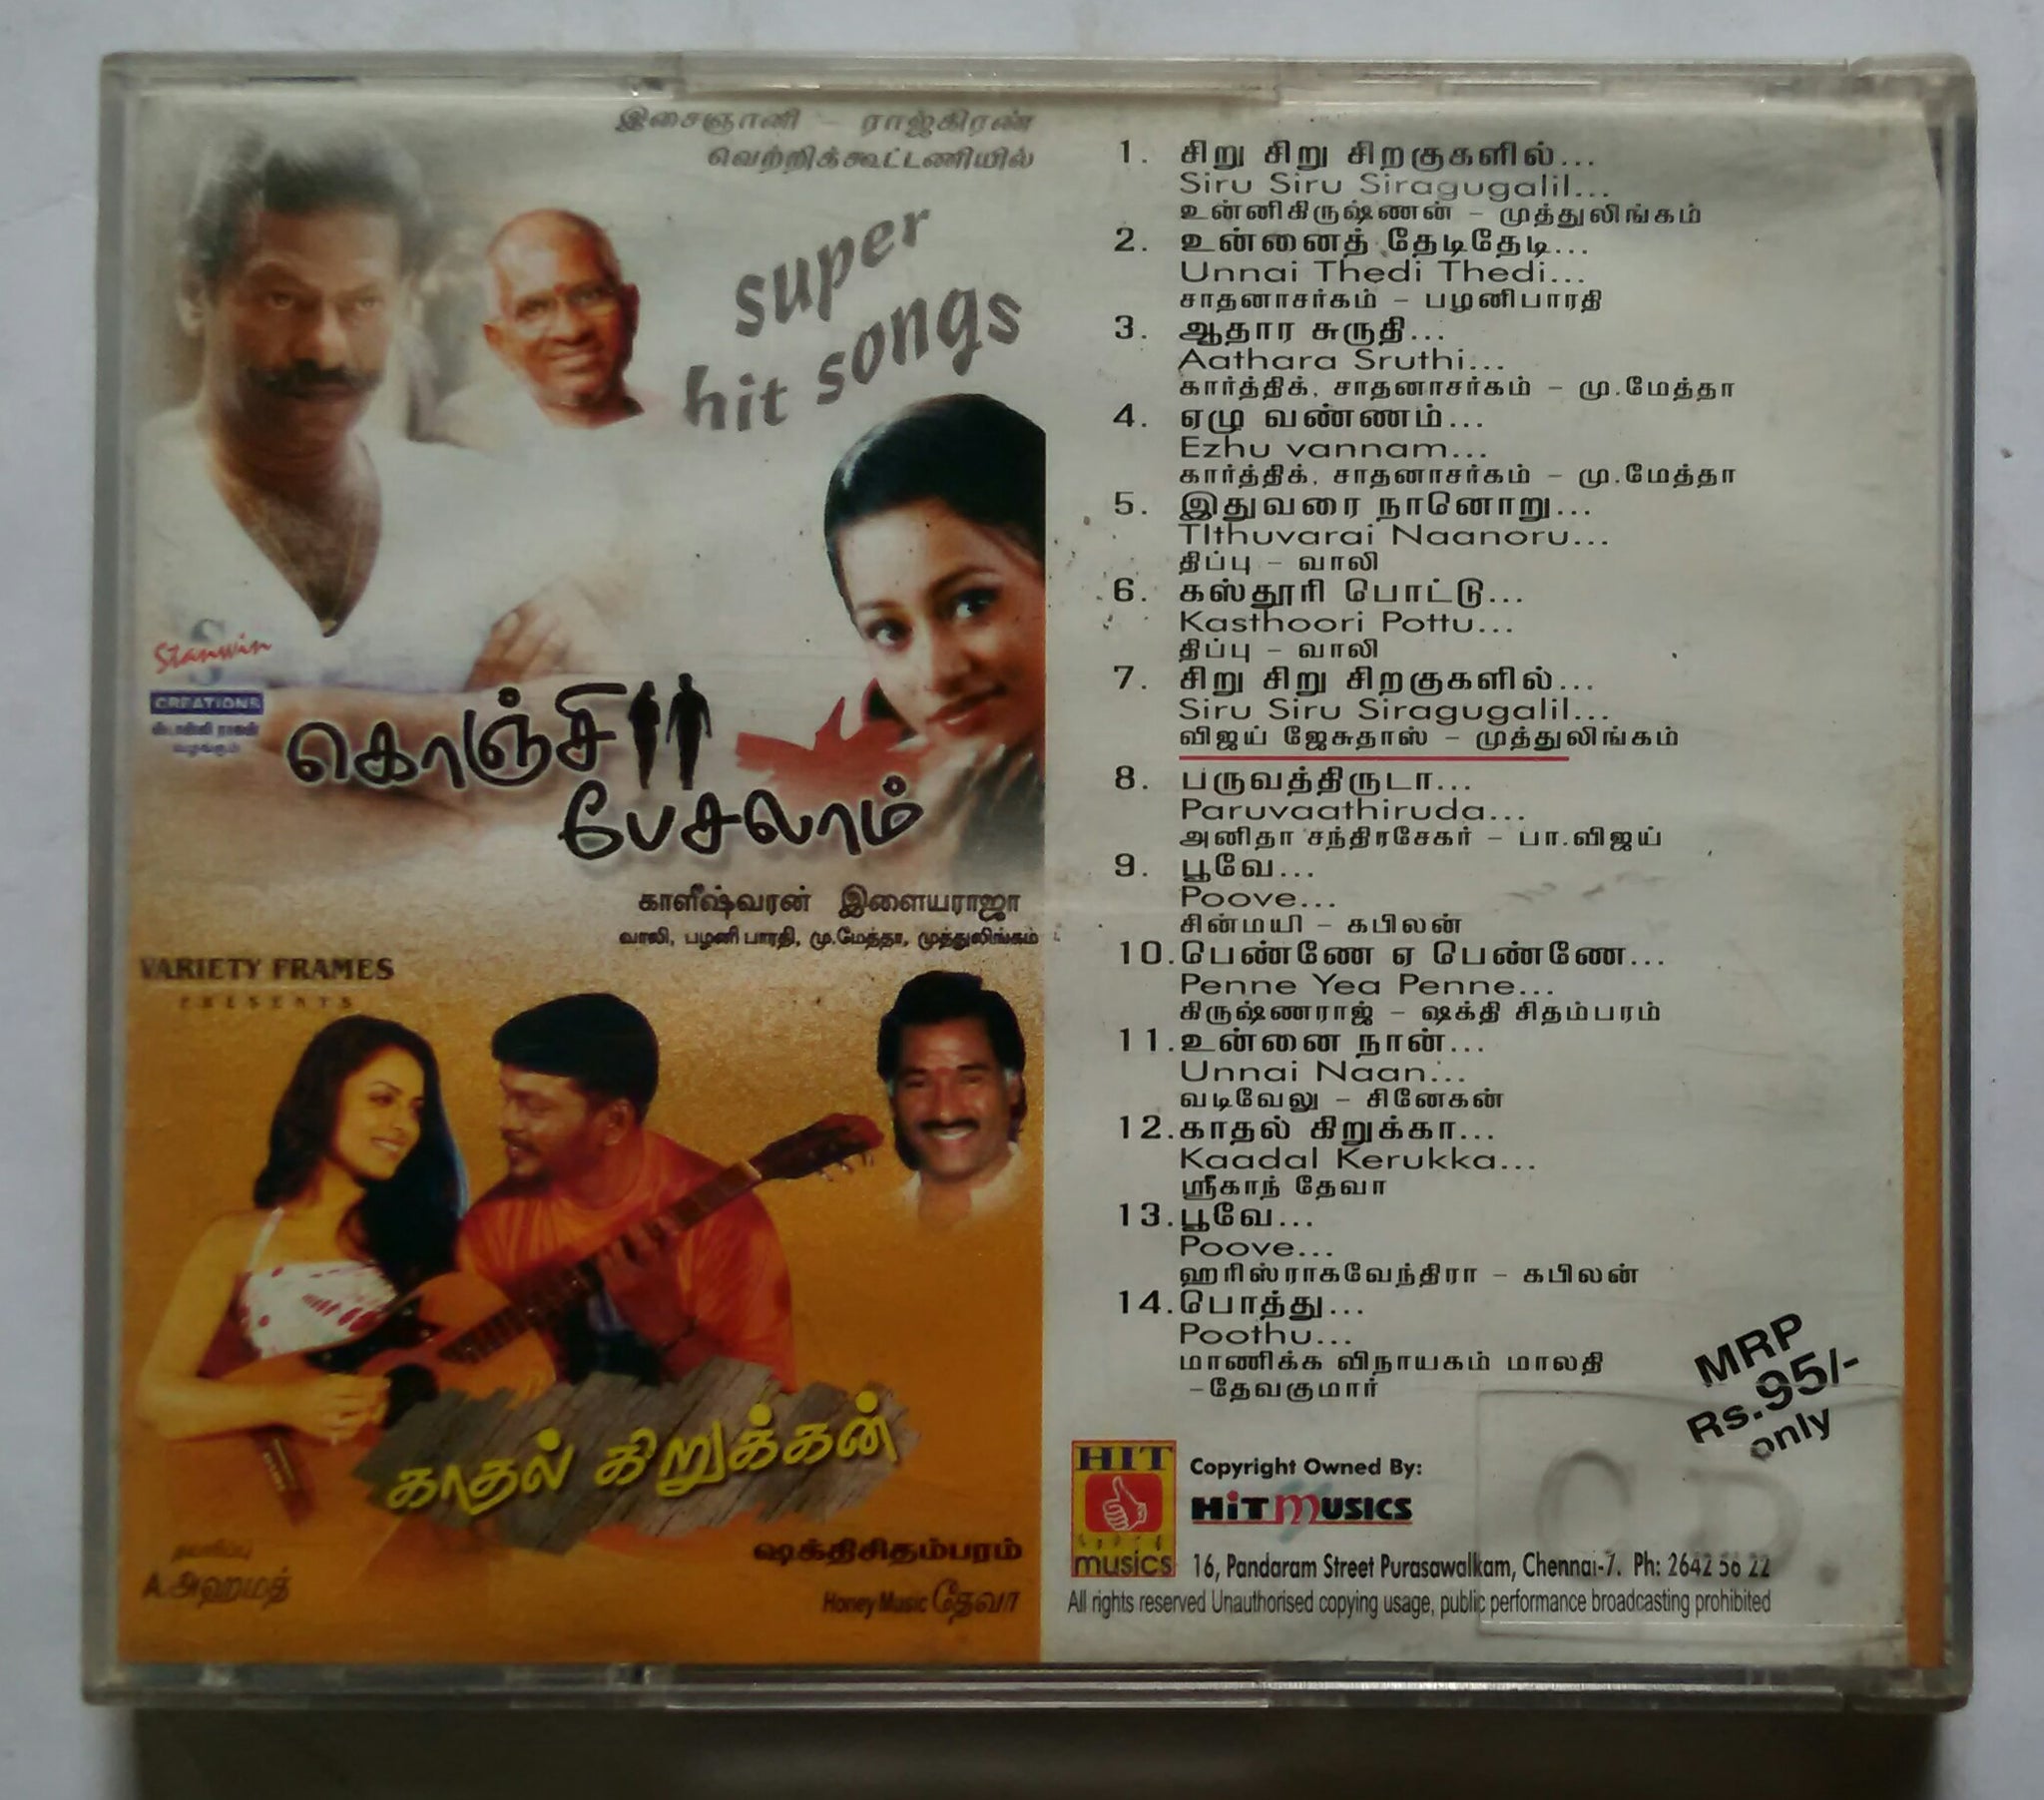 இசைஞானி - ராஜ்கிரண்
வெற்றிக்கூட்டணியில்
super
hit songs
Stanwin
CREATIONS
வழங்கும்
கொஞ்சி
பேசலாம்
காளீஷ்வரன் இளையராஜா
வாலி, பழனி பாரதி, மு.மேத்தா, முத்துலிங்கம்
VARIETY FRAMES
PRESENTS
காதல் கிறுக்கன்
ஷக்திசிதம்பரம்
தயாரிப்பு
A.அஹமத்
Honey Music தேவா
1. சிறு சிறு சிறகுகளில்...
Siru Siru Siragugalil...
உன்னிகிருஷ்ணன் - முத்துலிங்கம்
2. உன்னைத் தேடிதேடி...
Unnai Thedi Thedi...
சாதனாசர்கம் - பழனிபாரதி
3. ஆதார சுருதி...
Aathara Sruthi...
கார்த்திக், சாதனாசர்கம் - மு.மேத்தா
4. ஏழு வண்ணம்...
Ezhu vannam...
கார்த்திக், சாதனாசர்கம் - மு.மேத்தா
5. இதுவரை நானோறு...
TIthuvarai Naanoru...
திப்பு - வாலி
6. கஸ்தூரி பொட்டு...
Kasthoori Pottu...
திப்பு - வாலி
7. சிறு சிறு சிறகுகளில்...
Siru Siru Siragugalil...
விஜய் ஜேசுதாஸ் - முத்துலிங்கம்
8. பருவத்திருடா...
Paruvaathiruda...
அனிதா சந்திரசேகர் - பா.விஜய்
9. பூவே...
Poove...
சின்மயி - கபிலன்
10. பெண்ணே ஏ பெண்ணே...
Penne Yea Penne...
கிருஷ்ணராஜ் - ஷக்தி சிதம்பரம்
11. உன்னை நான்...
Unnai Naan...
வடிவேலு - சினேகன்
12. காதல் கிறுக்கா...
Kaadal Kerukka...
ஸ்ரீகாந் தேவா
13. பூவே...
Poove...
ஹரிஸ்ராகவேந்திரா - கபிலன்
14. பொத்து...
Poothu...
மாணிக்க விநாயகம் மாலதி
-தேவகுமார்
MRP
Rs.95/-
only
HIT
musics
Copyright Owned By:
HiT MUSICS
16, Pandaram Street Purasawalkam, Chennai-7. Ph: 2642 56 22
All rights reserved Unauthorised copying usage, public performance broadcasting prohibited
C D.